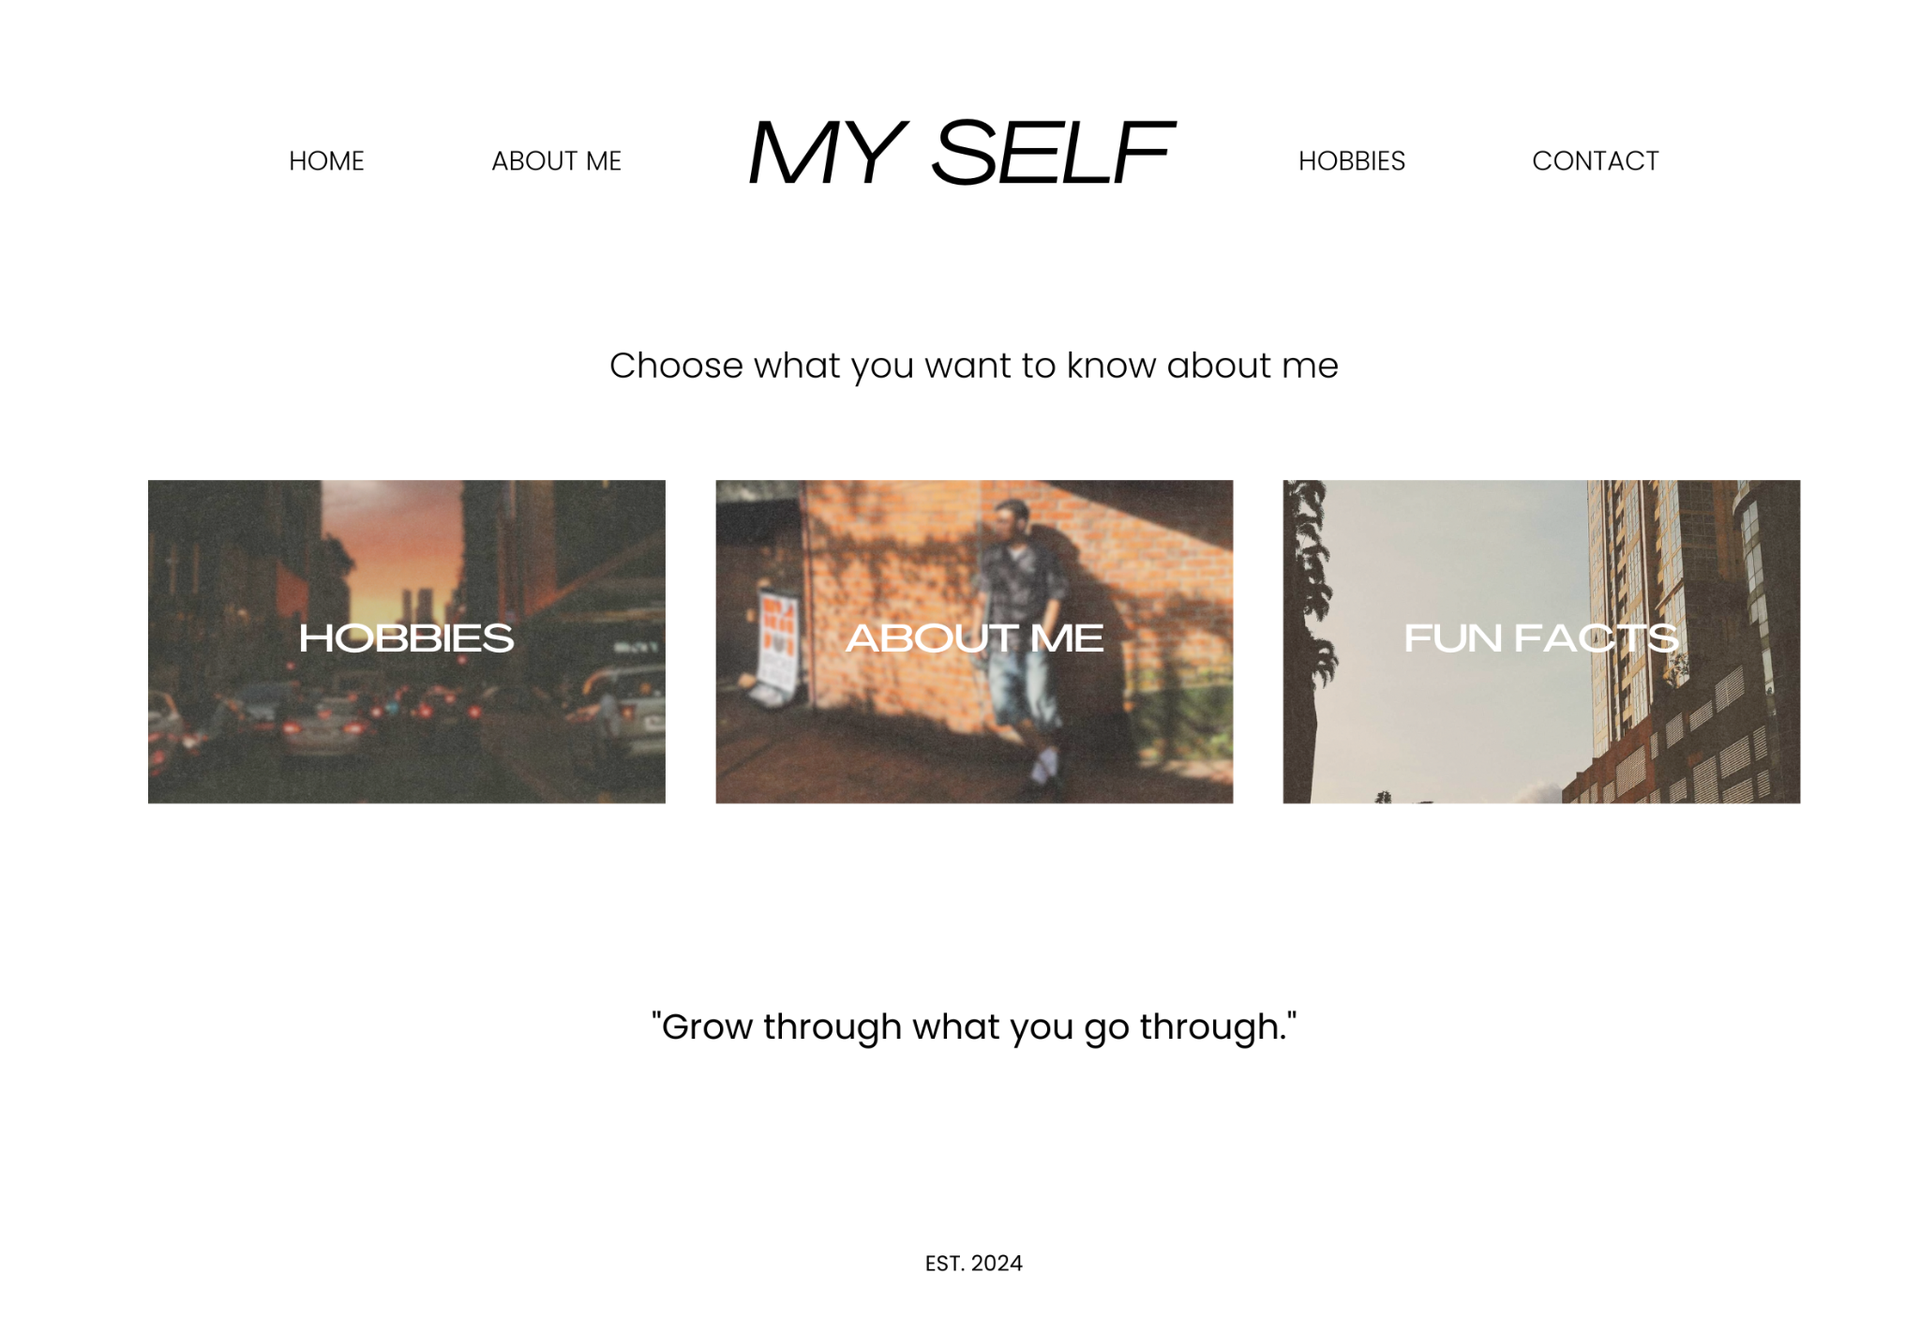 HOME
ABOUT ME
MY SELF
HOBBIES
CONTACT
Choose what you want to know about me
HOBBIES
ABOUT ME
FUN FACTS
"Grow through what you go through."
EST. 2024